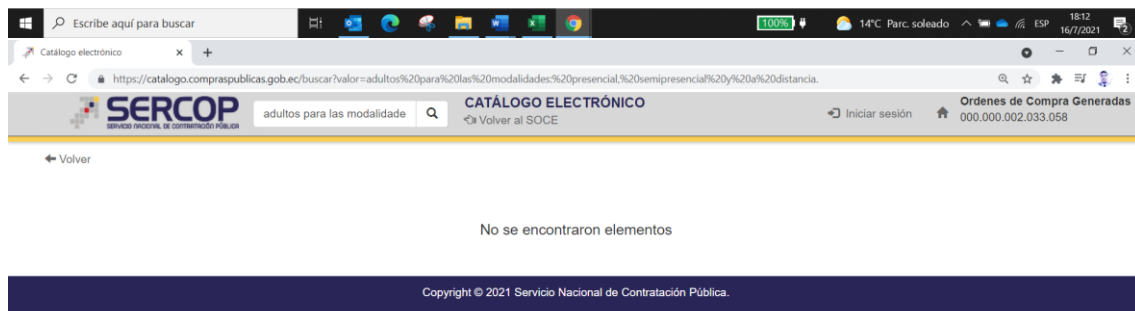 Escribe aquí para buscar
100%
14°C Parc. soleado
ESP
18:12
16/7/2021
2
Catálogo electrónico
https://catalogo.compraspublicas.gob.ec/buscar?valor=adultos%20para%20las%20modalidades:%20presencial,%20semipresencial%20y%20a%20distancia.
SERCOP
SERVICIO NACIONAL DE CONTRATACIÓN PÚBLICA
adultos para las modalidade
CATÁLOGO ELECTRÓNICO
Volver al SOCE
Iniciar sesión
Ordenes de Compra Generadas
000.000.002.033.058
Volver
No se encontraron elementos
Copyright © 2021 Servicio Nacional de Contratación Pública.